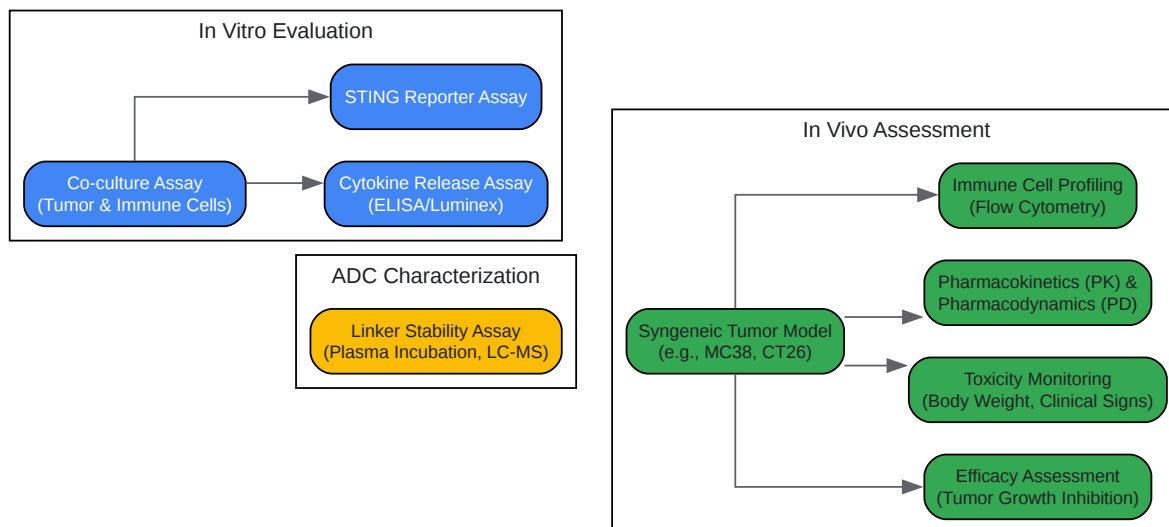 In Vitro Evaluation
STING Reporter Assay
Co-culture Assay
(Tumor & Immune Cells)
Cytokine Release Assay
(ELISA/Luminex)
ADC Characterization
Linker Stability Assay
(Plasma Incubation, LC-MS)
In Vivo Assessment
Immune Cell Profiling
(Flow Cytometry)
Pharmacokinetics (PK) &
Pharmacodynamics (PD)
Syngeneic Tumor Model
(e.g., MC38, CT26)
Toxicity Monitoring
(Body Weight, Clinical Signs)
Efficacy Assessment
(Tumor Growth Inhibition)